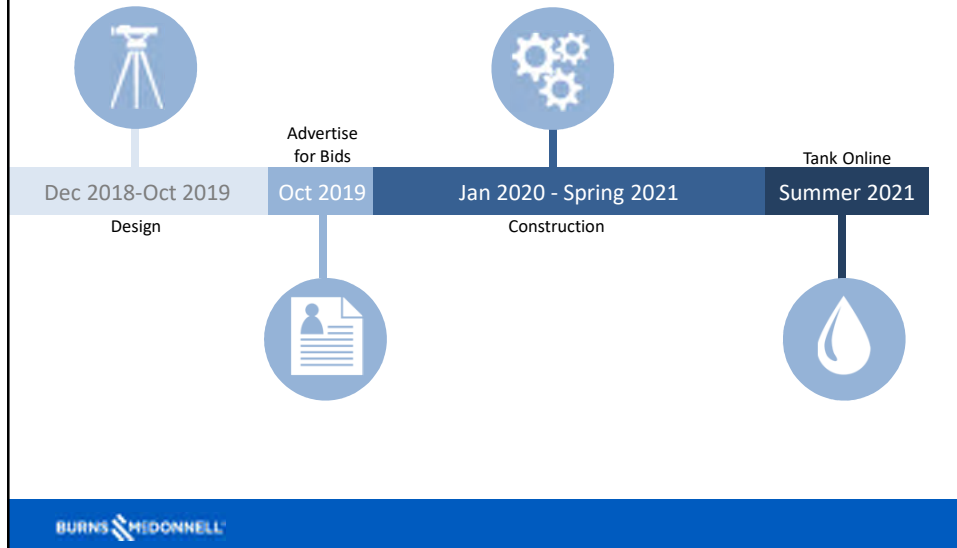 Advertise
for Bids
Tank Online
Dec 2018-Oct 2019
Oct 2019
Jan 2020 - Spring 2021
Summer 2021
Design
Construction
BURNS MCDONNELL